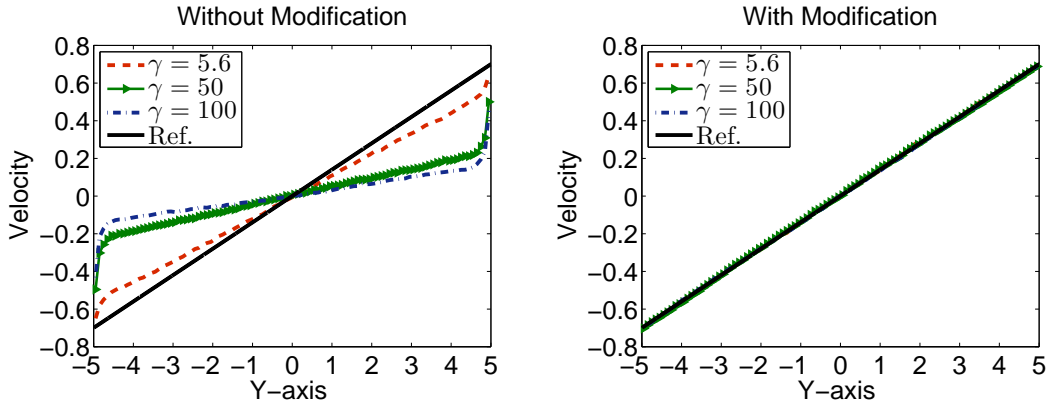 Without Modification
0.8
0.6
0.4
0.2
0
−0.2
−0.4
−0.6
−0.8
Velocity
γ = 5.6
γ = 50
γ = 100
Ref.
−5 −4 −3 −2 −1 0 1 2 3 4 5
Y−axis
With Modification
0.8
0.6
0.4
0.2
0
−0.2
−0.4
−0.6
−0.8
Velocity
γ = 5.6
γ = 50
γ = 100
Ref.
−5 −4 −3 −2 −1 0 1 2 3 4 5
Y−axis